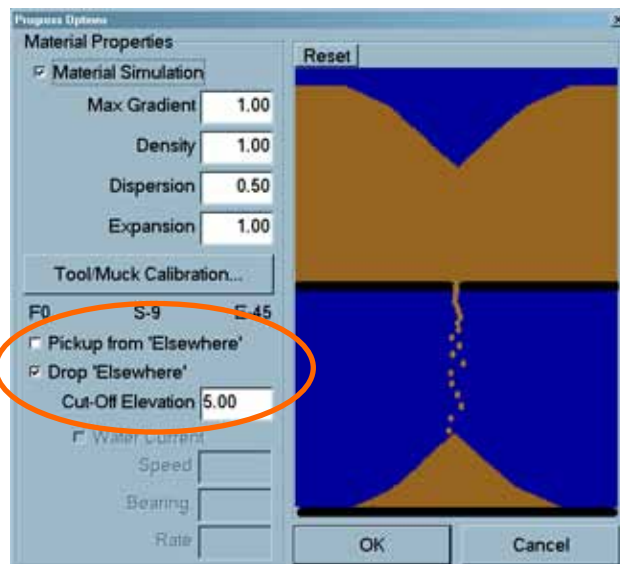 Progress Options
Material Properties
Material Simulation
Max Gradient 1.00
Density 1.00
Dispersion 0.50
Expansion 1.00
Tool/Muck Calibration...
F0 S-9 E-45
Pickup from 'Elsewhere'
Drop 'Elsewhere'
Cut-Off Elevation 5.00
Water Current
Speed
Bearing
Rate
Reset
OK Cancel